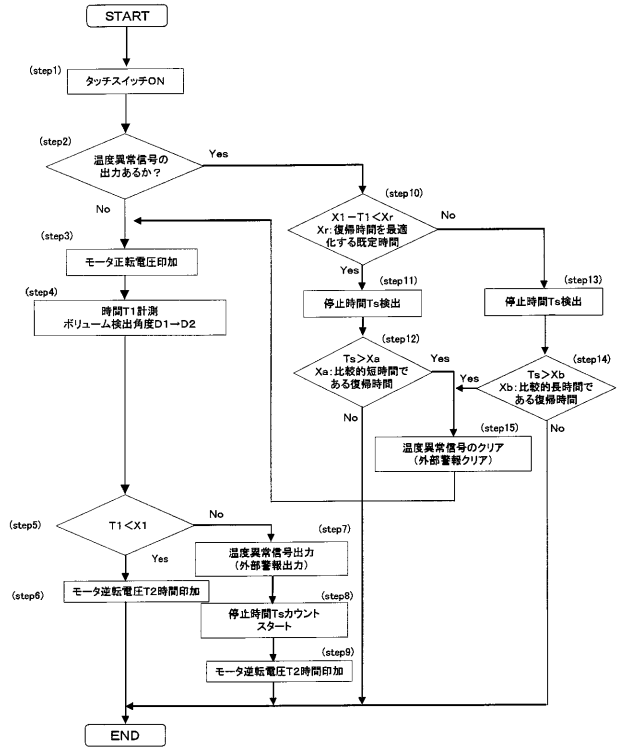 START
(step1)
タッチスイッチON
(step2)
温度異常信号の
出力あるか？
Yes
No
(step10)
X1－T1＜Xr
Xr：復帰時間を最適
化する既定時間
No
Yes
(step3)
モータ正転電圧印加
(step11)
停止時間Ts検出
(step13)
停止時間Ts検出
(step4)
時間T1計測
ボリューム検出角度D1→D2
(step12)
Ts＞Xa
Xa：比較的短時間で
ある復帰時間
Yes
No
(step14)
Ts＞Xb
Xb：比較的長時間で
ある復帰時間
Yes
No
(step15)
温度異常信号のクリア
（外部警報クリア）
(step5)
T1＜X1
No
Yes
(step7)
温度異常信号出力
（外部警報出力）
(step6)
モータ逆転電圧T2時間印加
(step8)
停止時間Tsカウント
スタート
(step9)
モータ逆転電圧T2時間印加
END